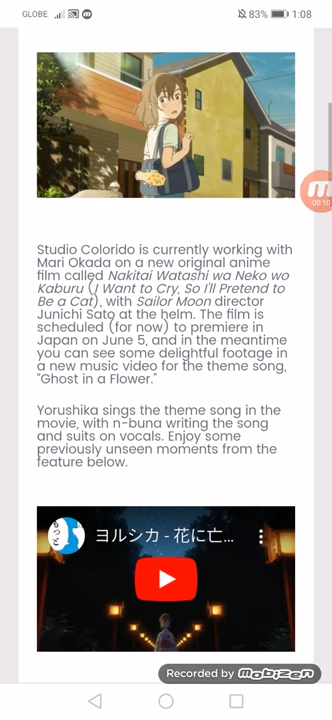 GLOBE 83% 1:08
00:10
Studio Colorido is currently working with
Mari Okada on a new original anime
film called Nakitai Watashi wa Neko wo
Kaburu (I Want to Cry, So I'll Pretend to
Be a Cat), with Sailor Moon director
Junichi Sato at the helm. The film is
scheduled (for now) to premiere in
Japan on June 5, and in the meantime
you can see some delightful footage in
a new music video for the theme song,
“Ghost in a Flower.”
Yorushika sings the theme song in the
movie, with n-buna writing the song
and suits on vocals. Enjoy some
previously unseen moments from the
feature below.
ヨルシカ - 花に亡...
Recorded by mobizen